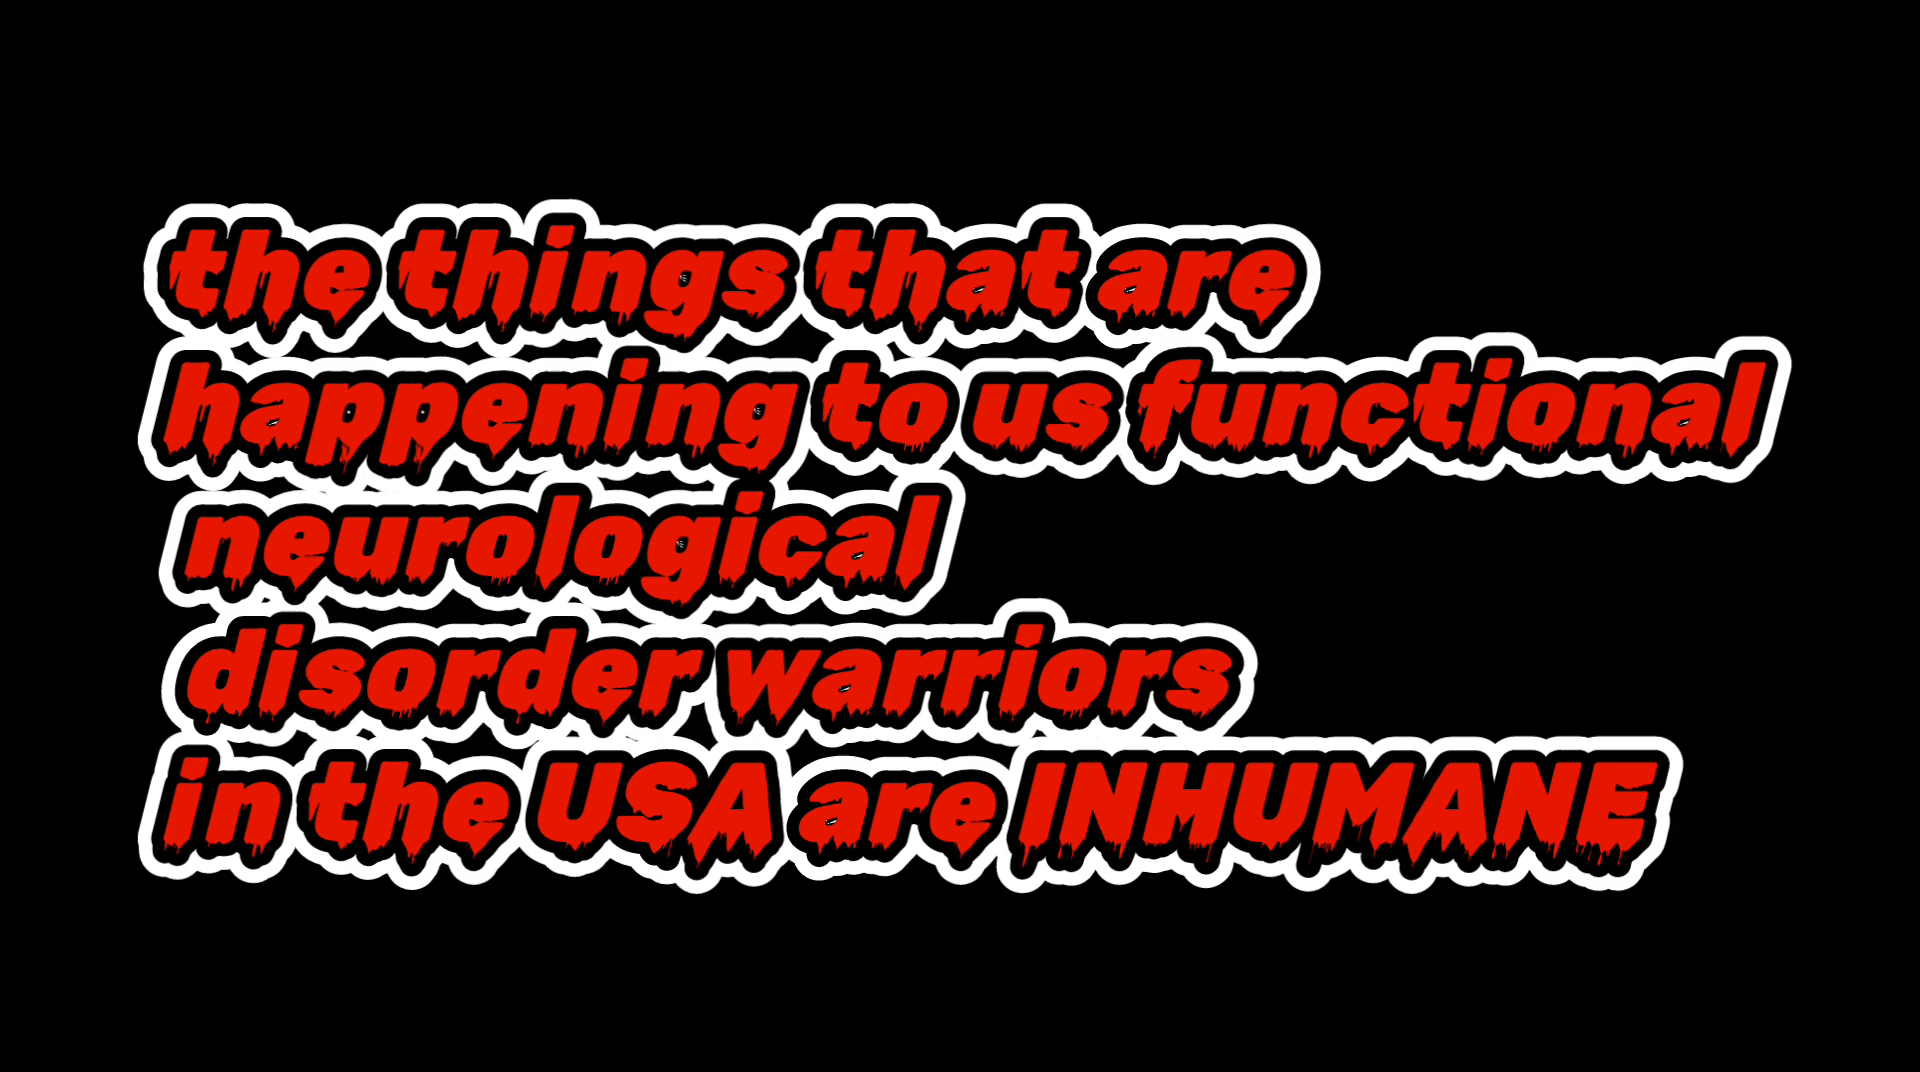 the things that are
happening to us functional
neurological
disorder warriors
in the USA are INHUMANE